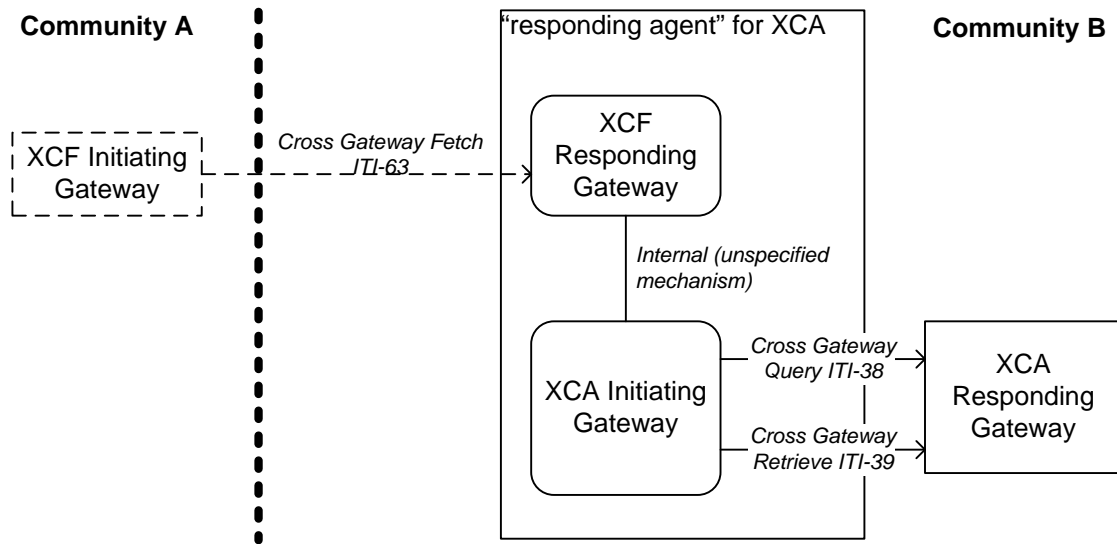 Community A
"responding agent" for XCA
Community B
XCF Initiating
Gateway
Cross Gateway Fetch
ITI-63
XCF
Responding
Gateway
Internal (unspecified
mechanism)
XCA Initiating
Gateway
Cross Gateway
Query ITI-38
Cross Gateway
Retrieve ITI-39
XCA
Responding
Gateway